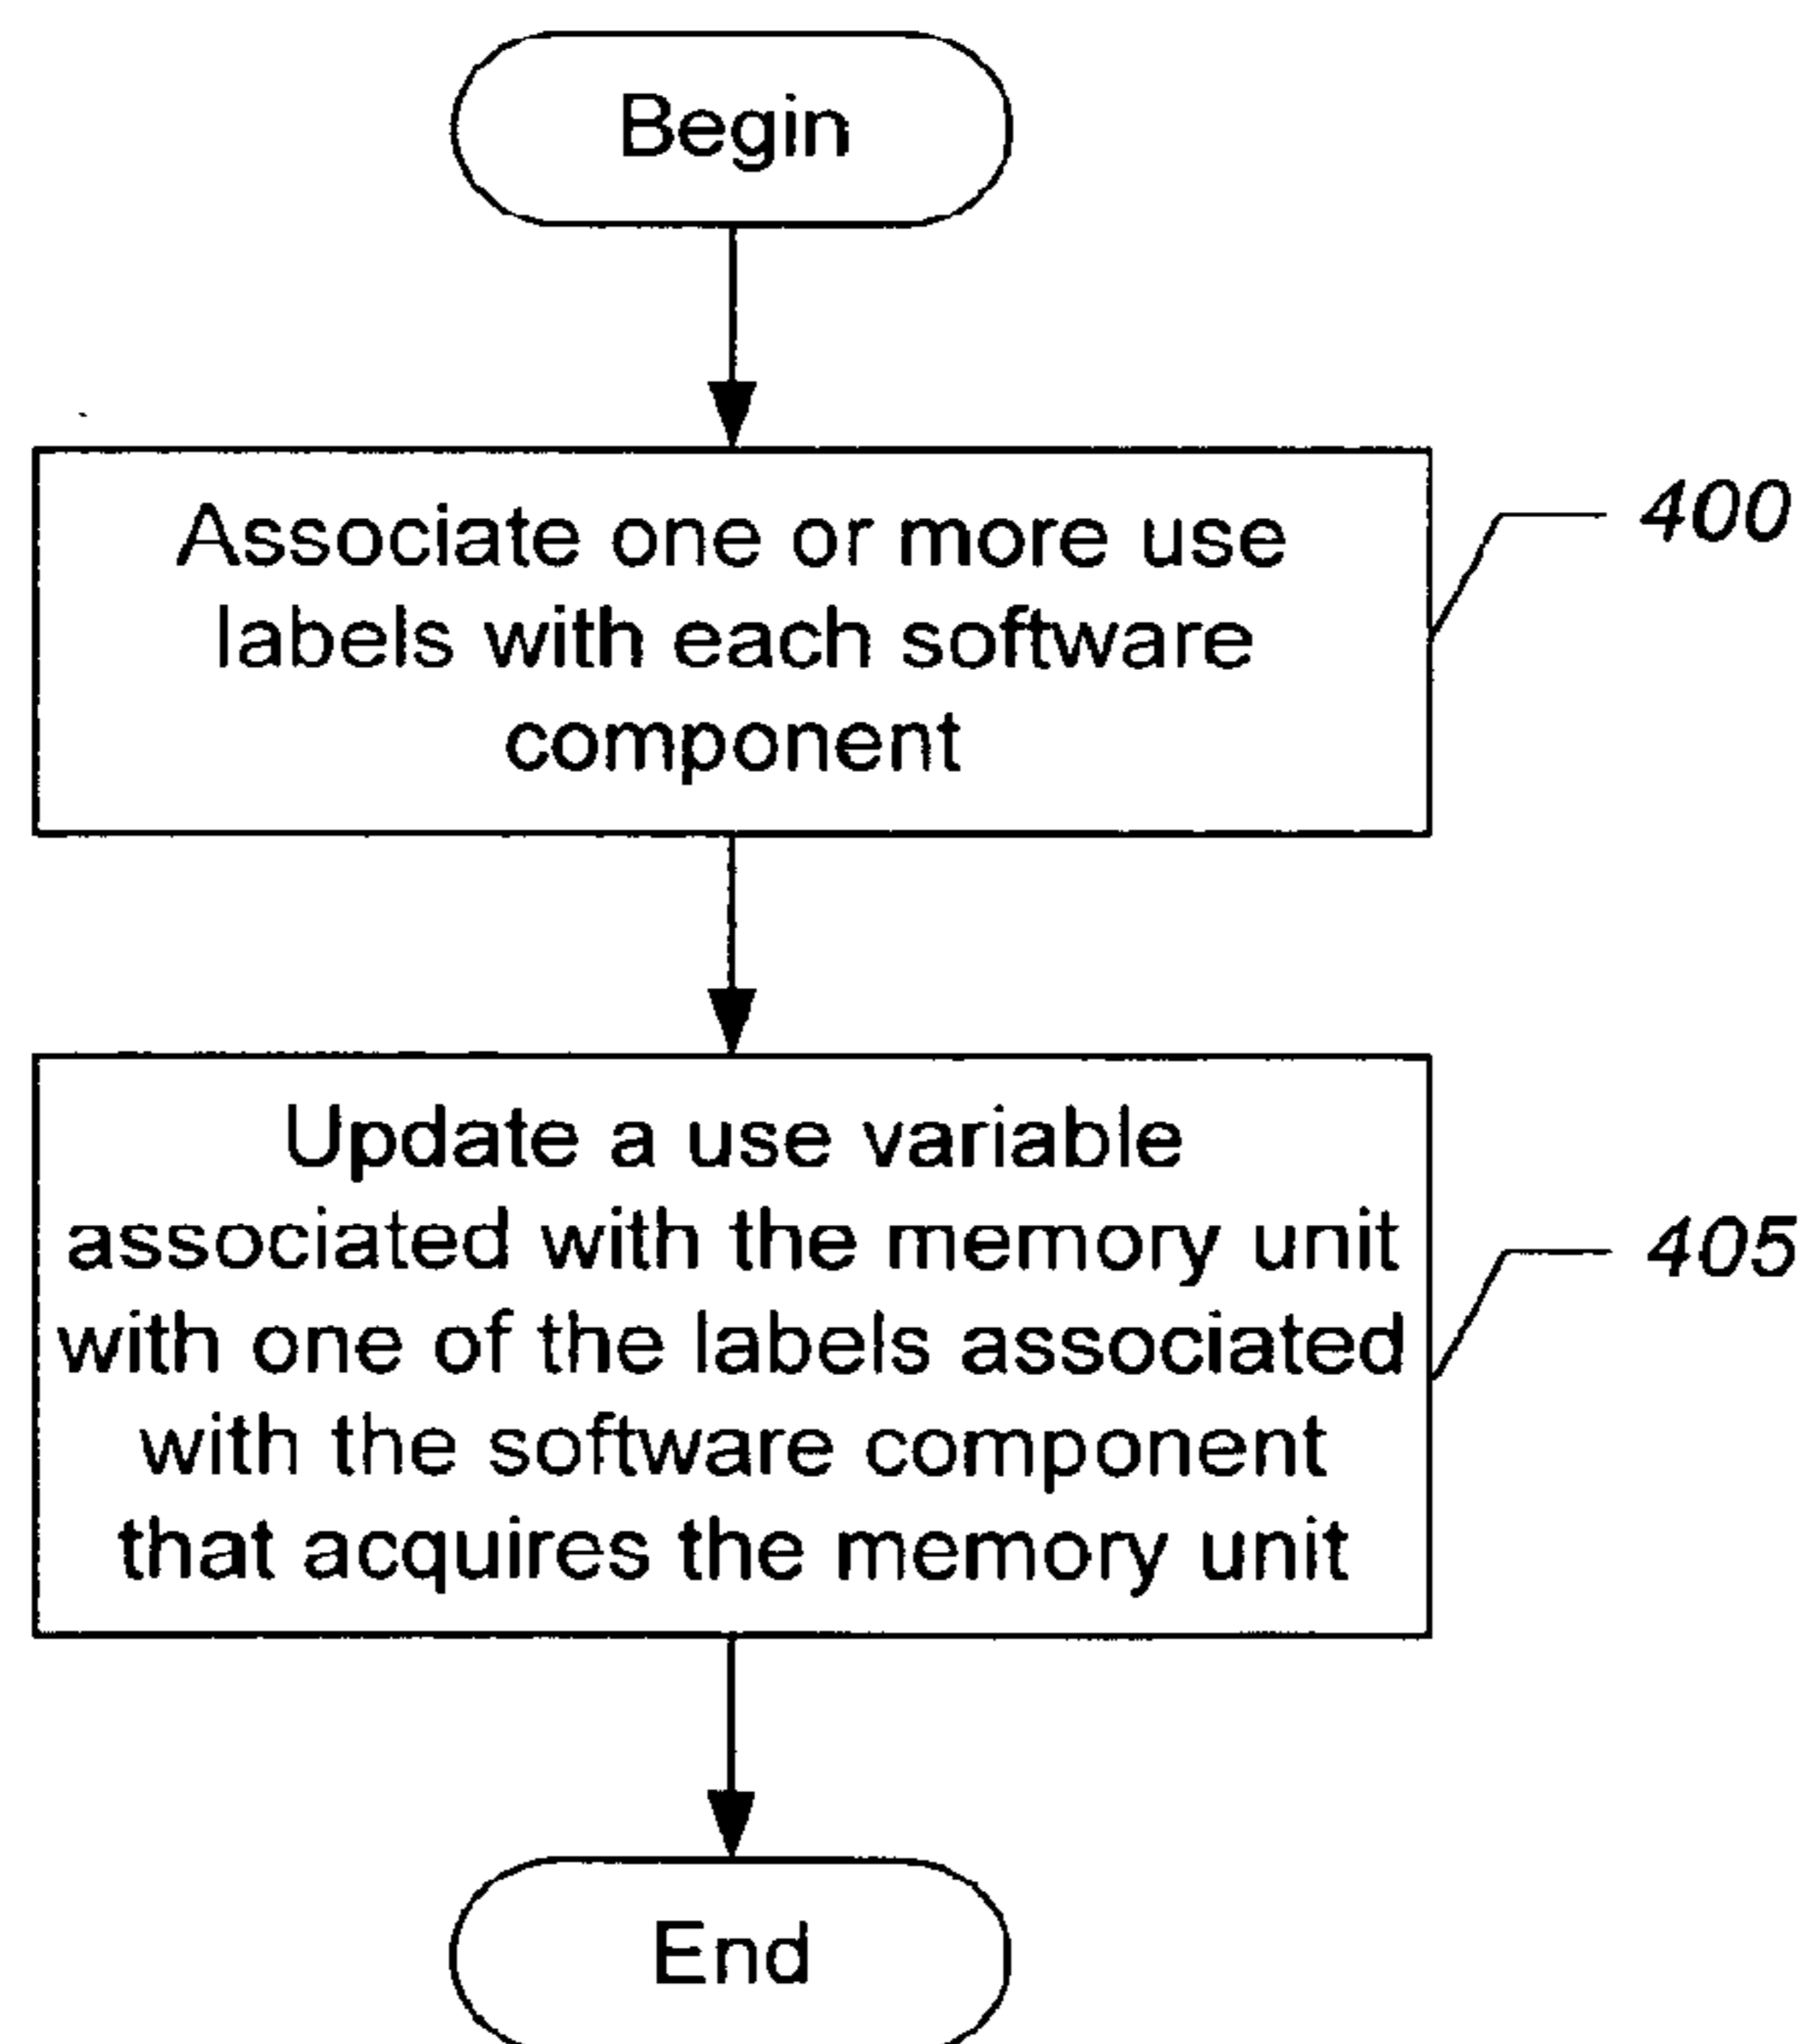 Begin
Associate one or more use
labels with each software
component
400
Update a use variable
associated with the memory unit
with one of the labels associated
with the software component
that acquires the memory unit
405
End